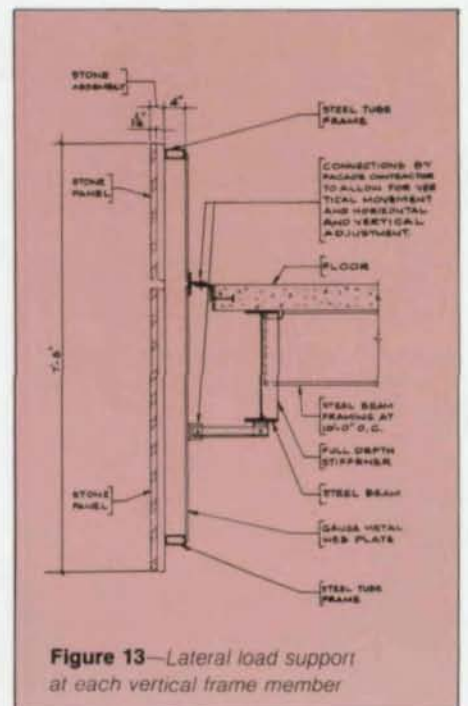 STONE
ASSEMBLY
4"
STEEL TUBE
FRAME
STONE
PANEL
CONNECTIONS BY
FACADE CONTRACTOR
TO ALLOW FOR VER
TICAL MOVEMENT
AND HORIZONTAL
AND VERTICAL
ADJUSTMENT.
FLOOR
STEEL BEAM
FRAMING AT
10'-0" O.C.
FULL DEPTH
STIFFENER
STEEL BEAM
STONE
PANEL
GAUGE METAL
WEB PLATE
STEEL TUBE
FRAME
Figure 13—Lateral load support
at each vertical frame member